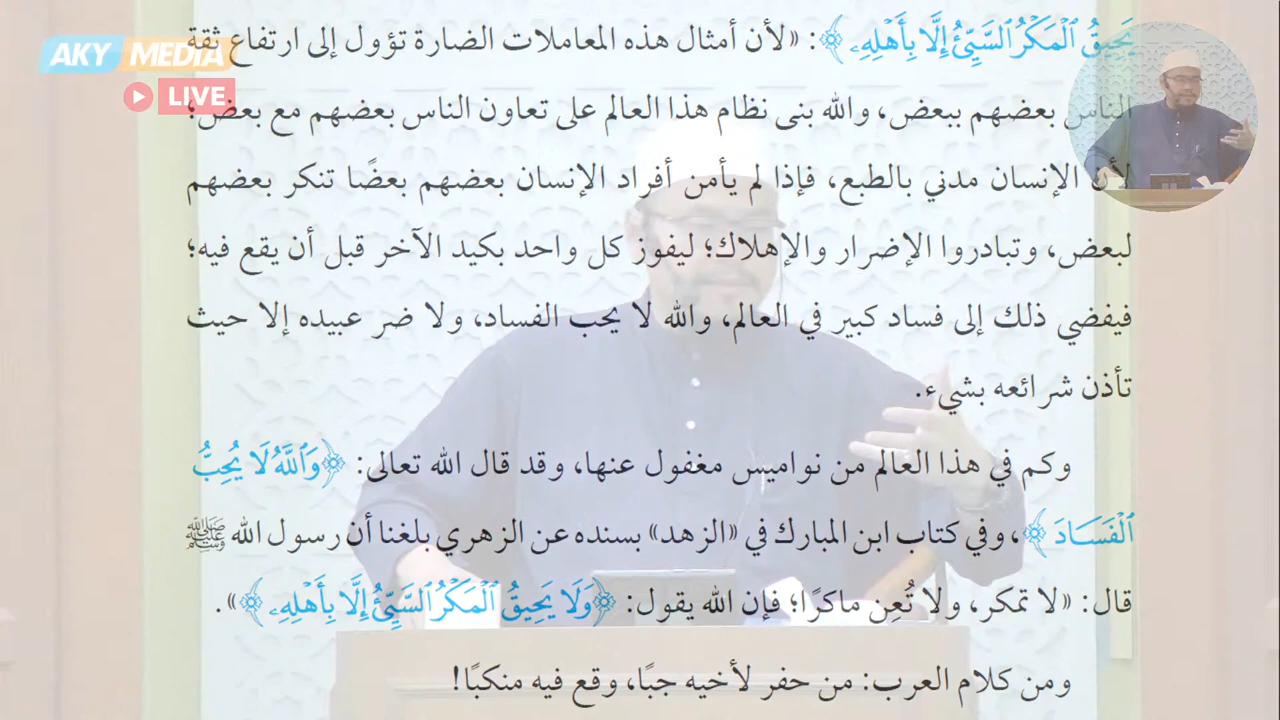 AKY MEDIA
LIVE
يَحِيقُ ٱلْمَكْرُ ٱلسَّيِّئُ إِلَّا بِأَهْلِهِۦ﴾: «لأن أمثال هذه المعاملات الضارة تؤول إلى ارتفاع ثقة
الناس بعضهم ببعض، والله بنى نظام هذا العالم على تعاون الناس بعضهم مع بعض؛
لأن الإنسان مدني بالطبع، فإذا لم يأمن أفراد الإنسان بعضهم بعضًا تنكر بعضهم
لبعض، وتبادروا الإضرار والإهلاك؛ ليفوز كل واحد بكيد الآخر قبل أن يقع فيه؛
فيفضي ذلك إلى فساد كبير في العالم، والله لا يحب الفساد، ولا ضر عبيده إلا حيث
تأذن شرائعه بشيء.
وكم في هذا العالم من نواميس مغفول عنها، وقد قال الله تعالى: ﴿وَٱللَّهُ لَا يُحِبُّ
ٱلْفَسَادَ﴾، وفي كتاب ابن المبارك في «الزهد» بسنده عن الزهري بلغنا أن رسول الله ﷺ
قال: «لا تمكر، ولا تُعِن ماكرًا؛ فإن الله يقول: ﴿وَلَا يَحِيقُ ٱلْمَكْرُ ٱلسَّيِّئُ إِلَّا بِأَهْلِهِۦ﴾».
ومن كلام العرب: من حفر لأخيه جبًا، وقع فيه منكبًا!